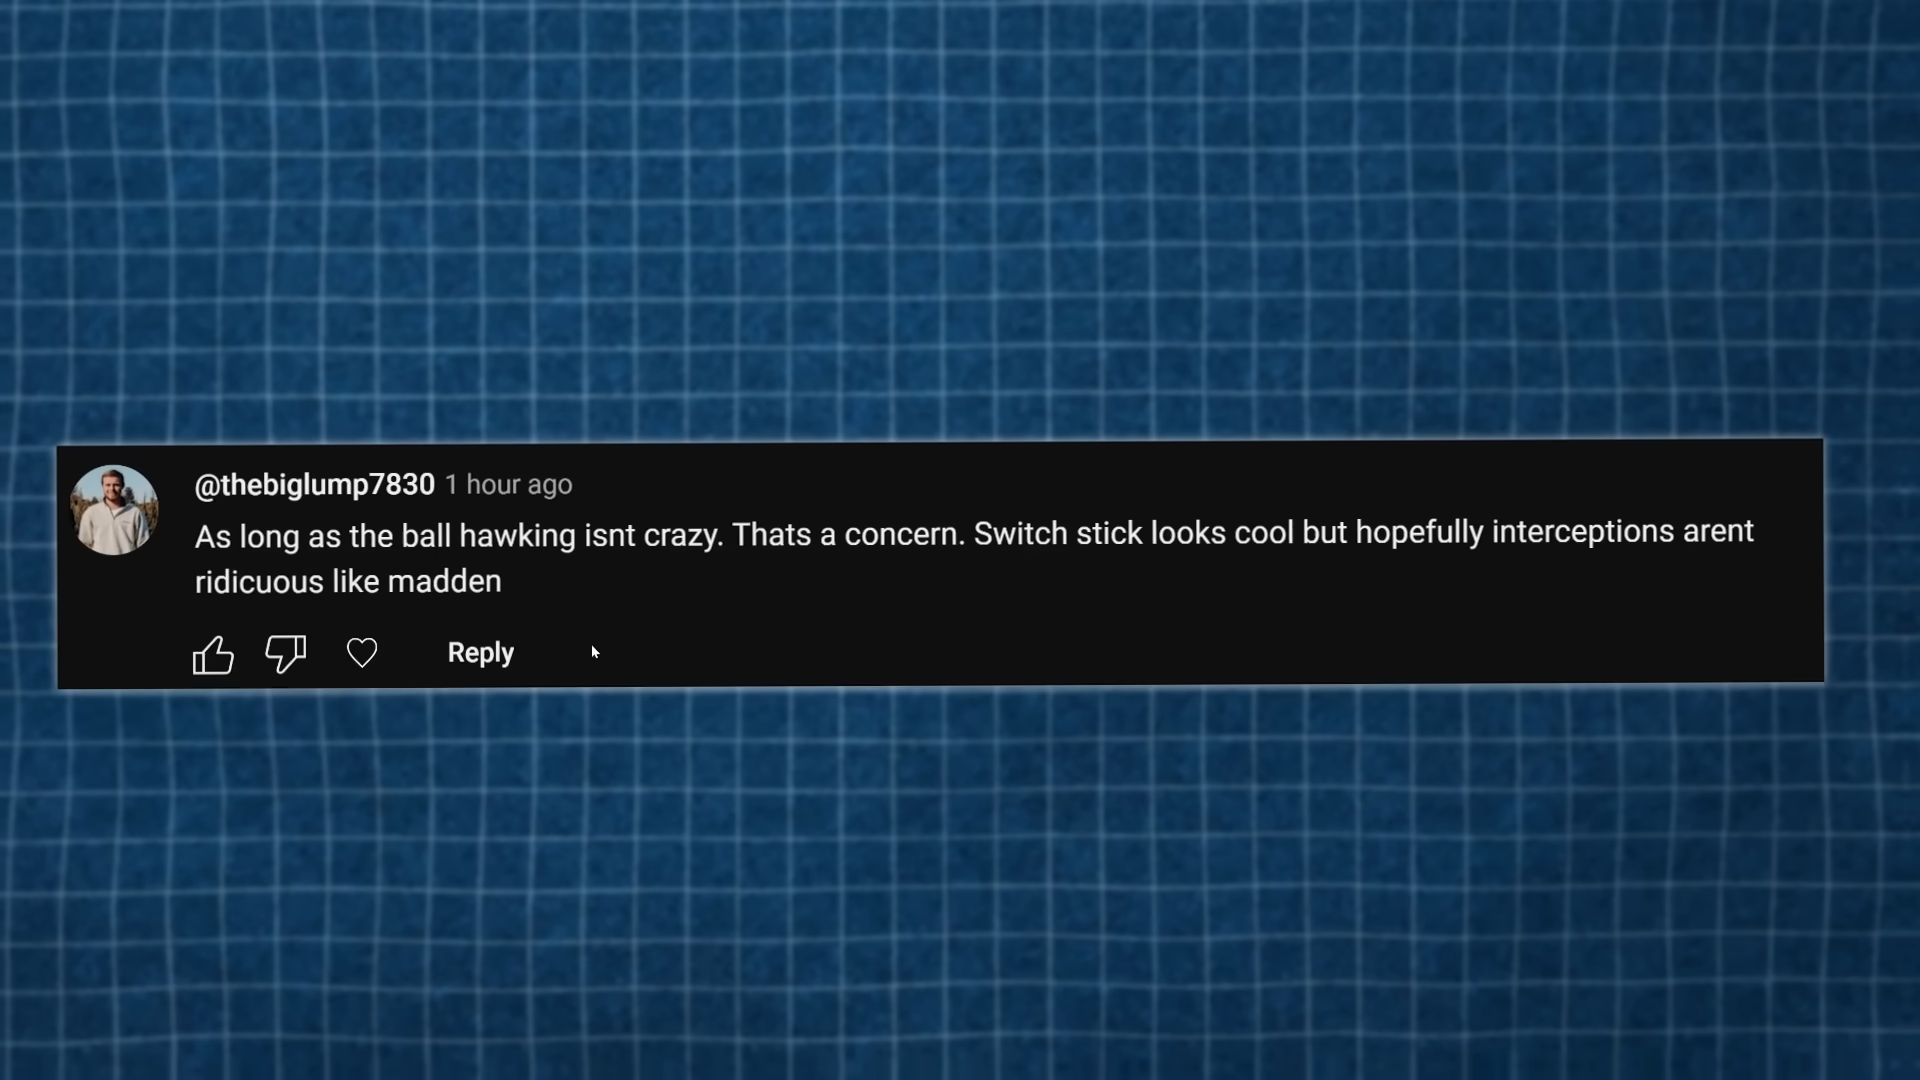 @thebiglump7830 1 hour ago
As long as the ball hawking isnt crazy. Thats a concern. Switch stick looks cool but hopefully interceptions arent
ridicuous like madden
Reply